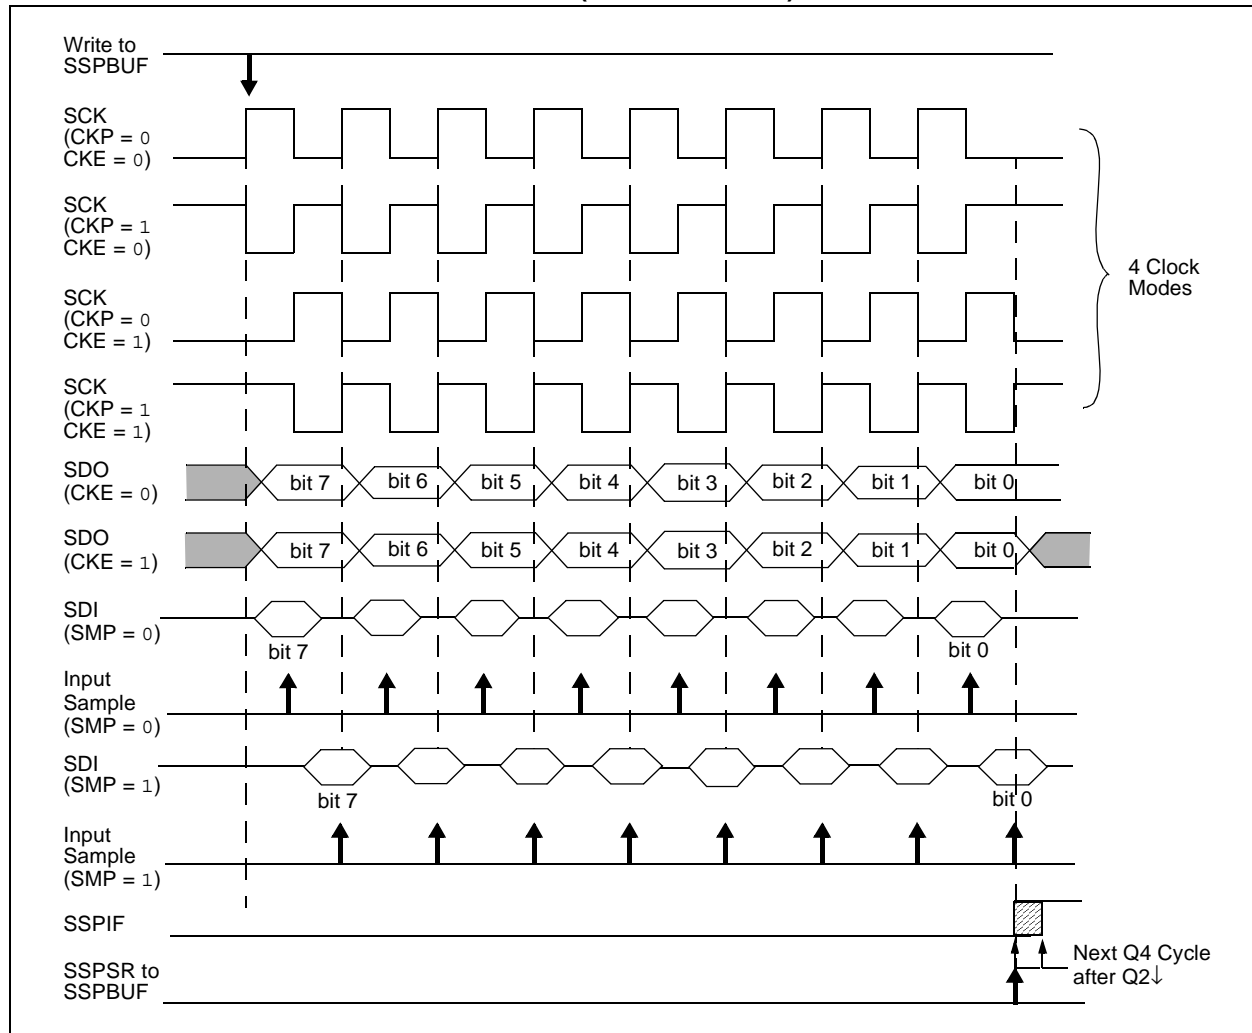 Write to
SSPBUF
SCK
(CKP = 0
CKE = 0)
SCK
(CKP = 1
CKE = 0)
SCK
(CKP = 0
CKE = 1)
SCK
(CKP = 1
CKE = 1)
4 Clock
Modes
SDO
(CKE = 0)
bit 7 bit 6 bit 5 bit 4 bit 3 bit 2 bit 1 bit 0
SDO
(CKE = 1)
bit 7 bit 6 bit 5 bit 4 bit 3 bit 2 bit 1 bit 0
SDI
(SMP = 0)
bit 7 bit 0
Input
Sample
(SMP = 0)
SDI
(SMP = 1)
bit 7 bit 0
Input
Sample
(SMP = 1)
SSPIF
Next Q4 Cycle
after Q2↓
SSPSR to
SSPBUF